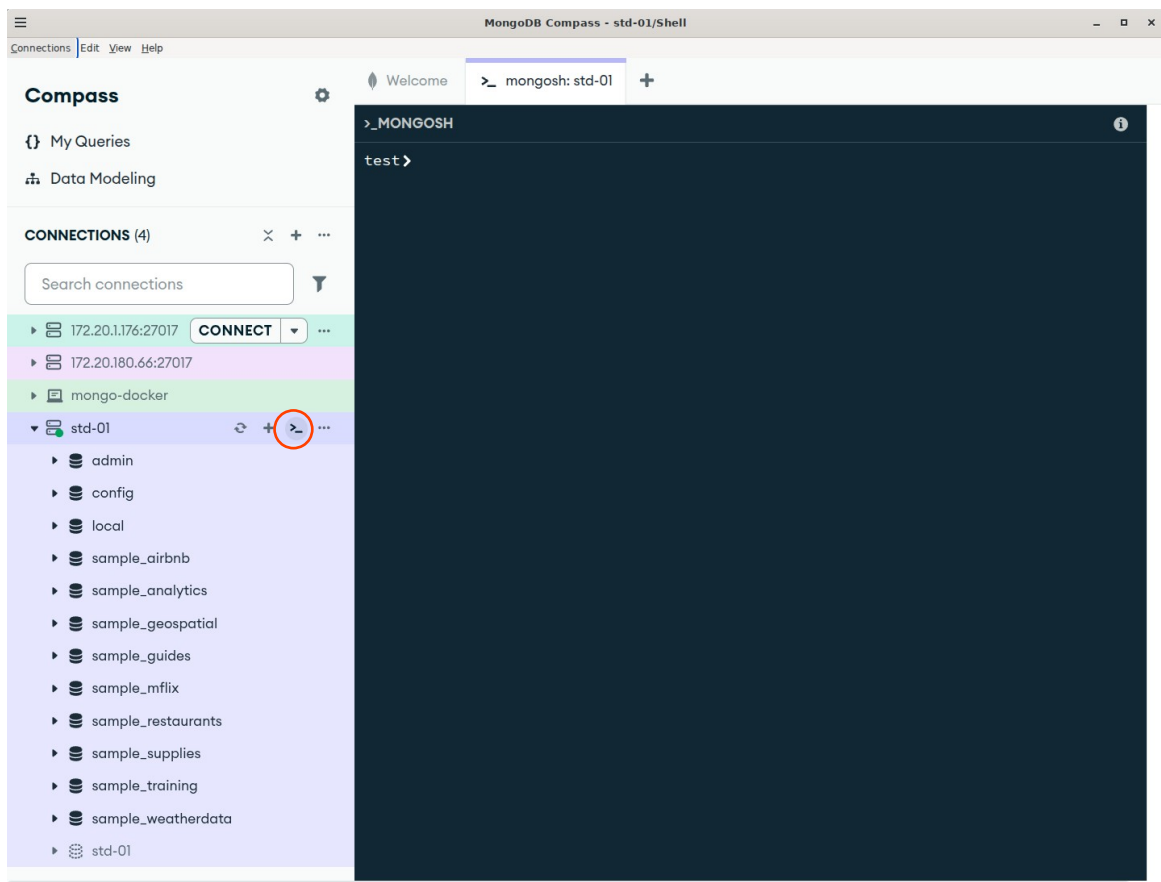 MongoDB Compass - std-01/Shell
Connections Edit View Help
Compass
{} My Queries
Data Modeling
CONNECTIONS (4)
Search connections
172.20.1.176:27017 CONNECT
172.20.180.66:27017
mongo-docker
std-01
admin
config
local
sample_airbnb
sample_analytics
sample_geospatial
sample_guides
sample_mflix
sample_restaurants
sample_supplies
sample_training
sample_weatherdata
std-01
Welcome
>_ mongosh: std-01
>_MONGOSH
test>